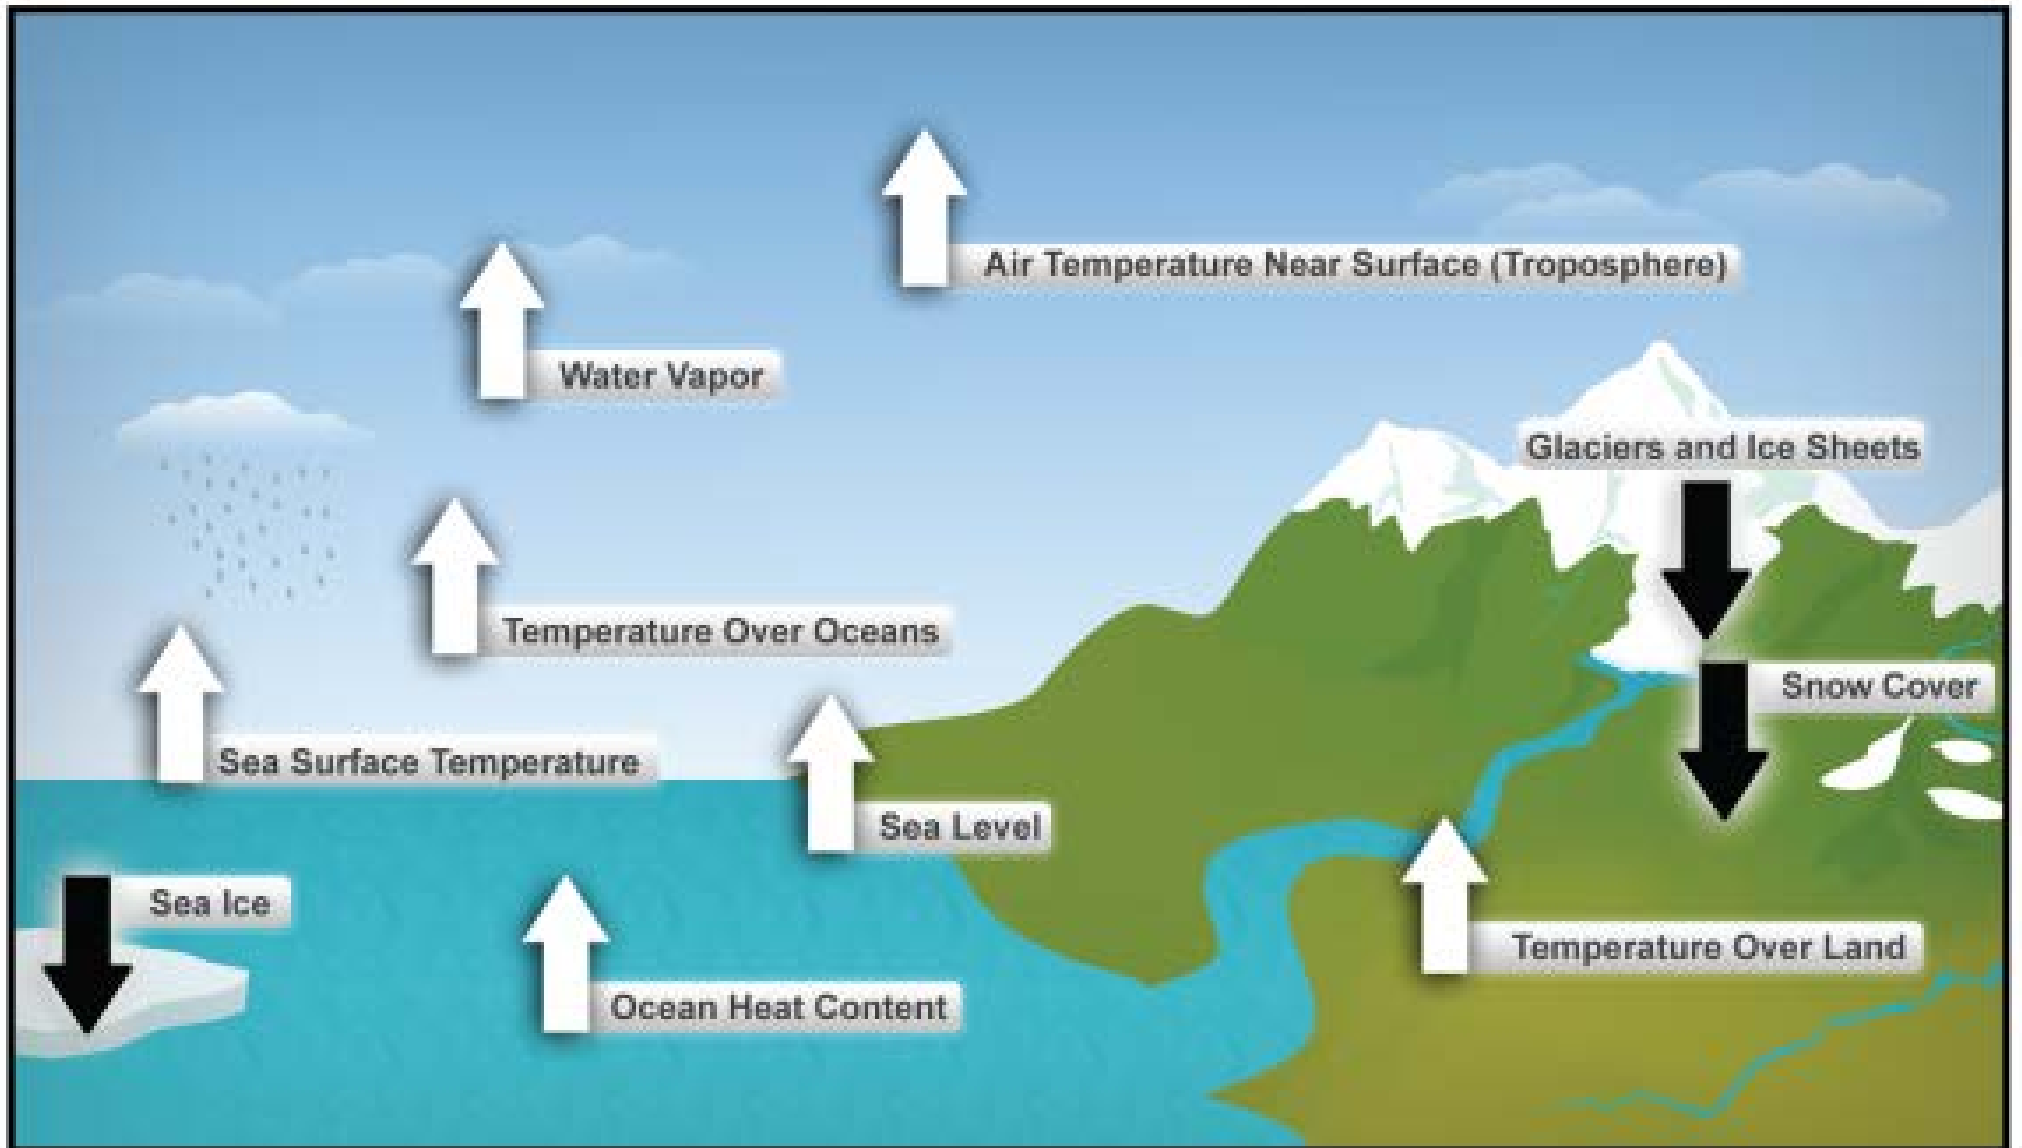 Air Temperature Near Surface (Troposphere)
Water Vapor
Glaciers and Ice Sheets
Temperature Over Oceans
Snow Cover
Sea Surface Temperature
Sea Level
Sea Ice
Temperature Over Land
Ocean Heat Content